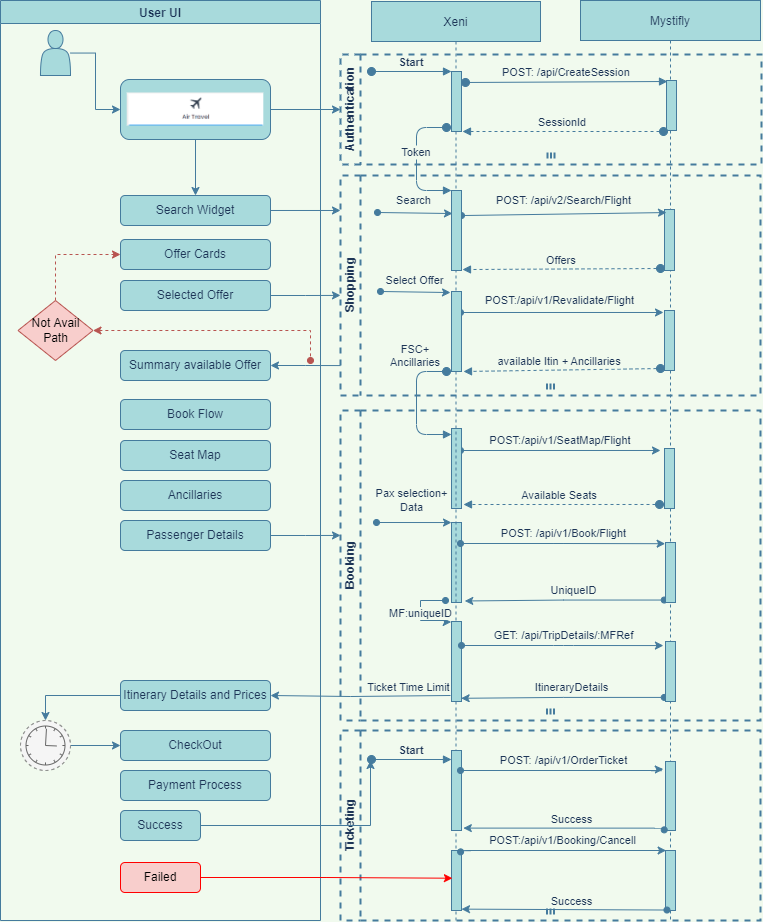 User UI
Xeni
Mystifly
Air Travel
Authentication
Start
POST: /api/CreateSession
SessionId
Token
Search Widget
Offer Cards
Selected Offer
Not Avail
Path
Summary available Offer
Shopping
Search
POST: /api/v2/Search/Flight
Offers
Select Offer
POST:/api/v1/Revalidate/Flight
FSC+
Ancillaries
available Itin + Ancillaries
Book Flow
Seat Map
Ancillaries
Passenger Details
Booking
POST:/api/v1/SeatMap/Flight
Available Seats
Pax selection+
Data
POST: /api/v1/Book/Flight
UniqueID
MF:uniqueID
GET: /api/TripDetails/:MFRef
Itinerary Details and Prices
Ticket Time Limit
ItineraryDetails
CheckOut
Payment Process
Success
Failed
Ticketing
Start
POST: /api/v1/OrderTicket
Success
POST:/api/v1/Booking/Cancell
Success